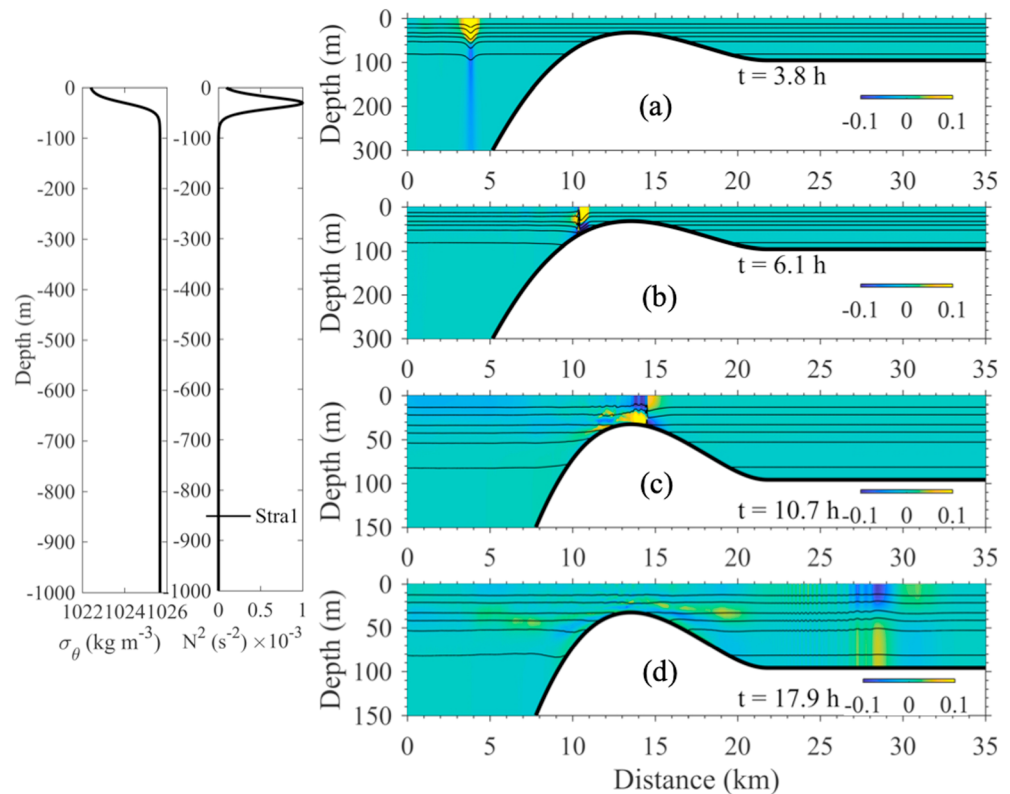 0
-100
-200
-300
-400
-500
-600
-700
-800
-900
-1000
Depth (m)
1022 1024 1026
σθ (kg m-3)
0
-100
-200
-300
-400
-500
-600
-700
-800
-900
-1000
Stra1
0 0.5 1
N2 (s-2) ×10-3
0
100
200
300
Depth (m)
t = 3.8 h
(a)
-0.1 0 0.1
0 5 10 15 20 25 30 35
0
100
200
300
Depth (m)
t = 6.1 h
(b)
-0.1 0 0.1
0 5 10 15 20 25 30 35
0
50
100
150
Depth (m)
(c)
t = 10.7 h
-0.1 0 0.1
0 5 10 15 20 25 30 35
0
50
100
150
Depth (m)
(d)
t = 17.9 h
-0.1 0 0.1
0 5 10 15 20 25 30 35
Distance (km)